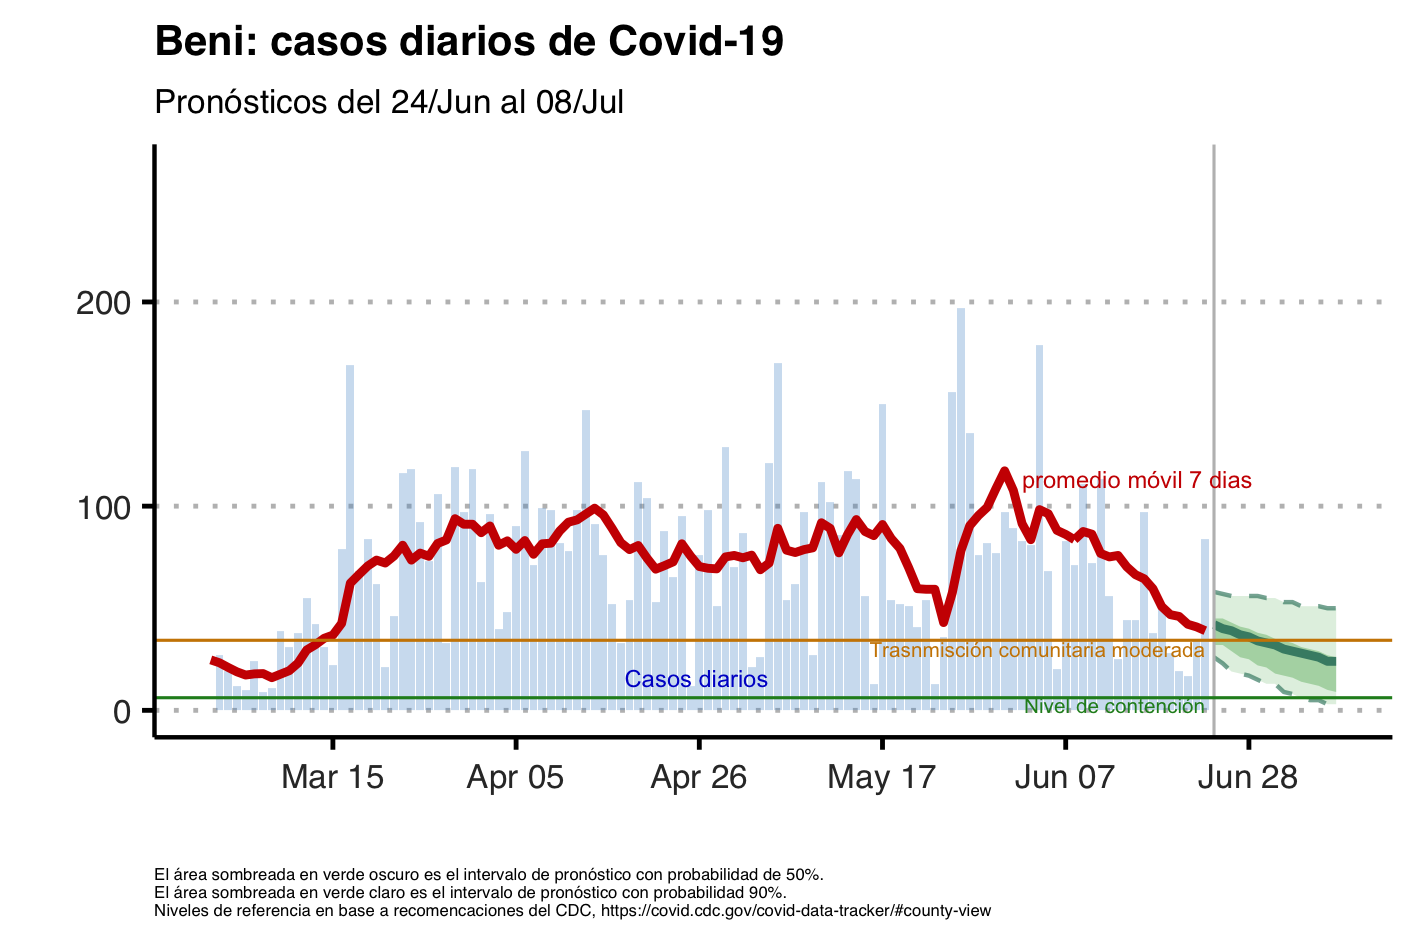 Beni: casos diarios de Covid-19
Pronósticos del 24/Jun al 08/Jul
200
100
0
promedio móvil 7 dias
Trasnmisción comunitaria moderada
Casos diarios
Nivel de contención
Mar 15
Apr 05
Apr 26
May 17
Jun 07
Jun 28
El área sombreada en verde oscuro es el intervalo de pronóstico con probabilidad de 50%.
El área sombreada en verde claro es el intervalo de pronóstico con probabilidad 90%.
Niveles de referencia en base a recomencaciones del CDC, https://covid.cdc.gov/covid-data-tracker/#county-view